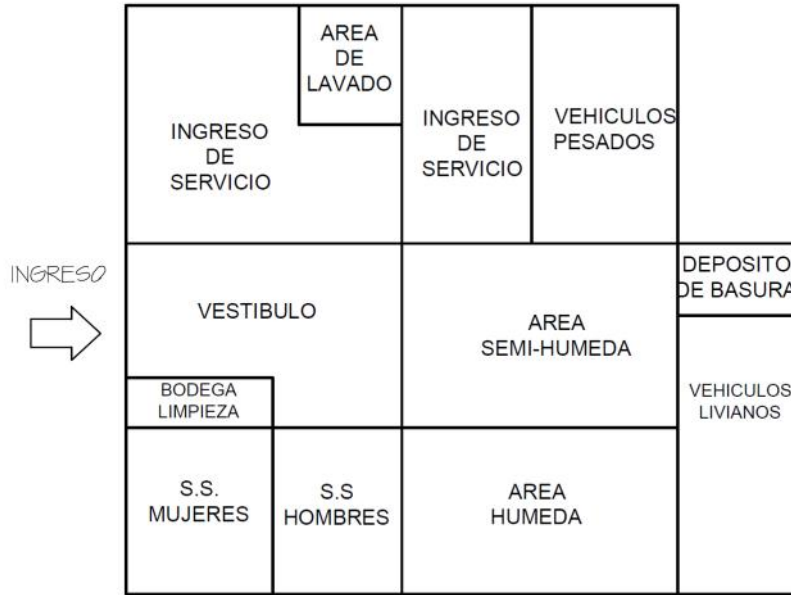 AREA
DE
LAVADO
INGRESO
DE
SERVICIO
INGRESO
DE
SERVICIO
VEHICULOS
PESADOS
INGRESO
VESTIBULO
AREA
SEMI-HUMEDA
DEPOSITO
DE BASURA
BODEGA
LIMPIEZA
VEHICULOS
LIVIANOS
S.S.
MUJERES
S.S
HOMBRES
AREA
HUMEDA